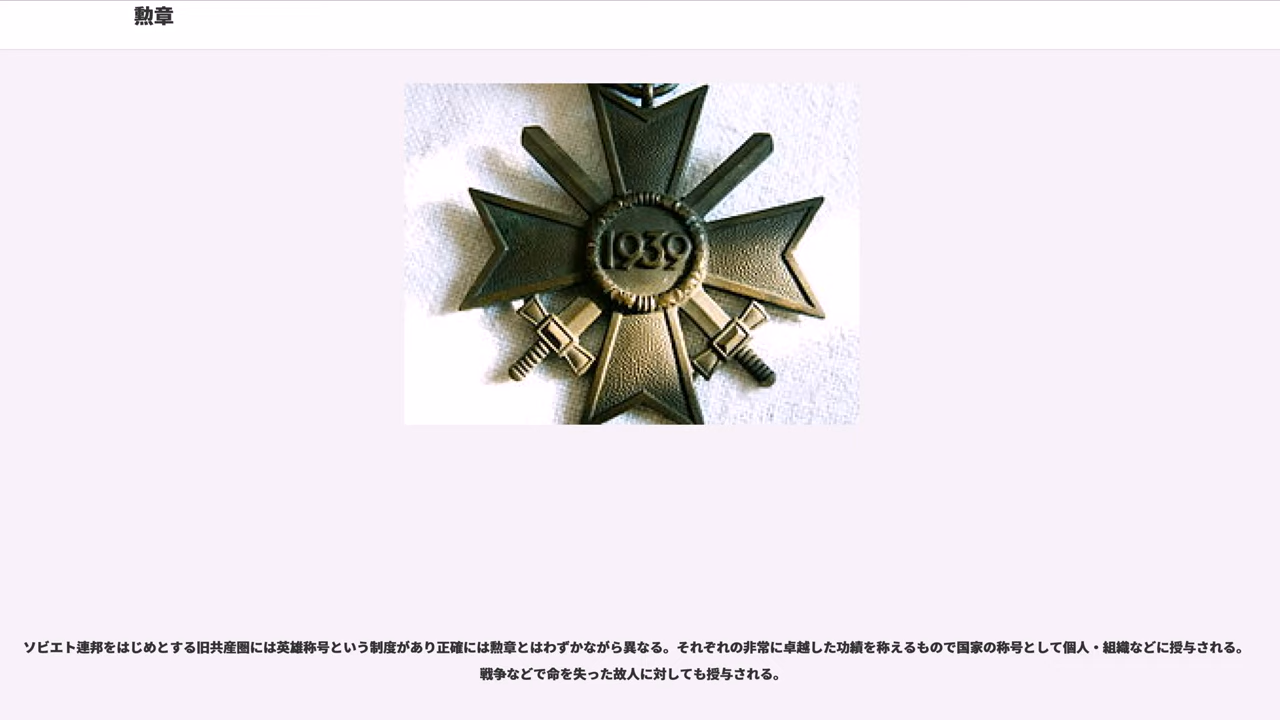 勲章
1939
ソビエト連邦をはじめとする旧共産圏には英雄称号という制度があり正確には勲章とはわずかながら異なる。それぞれの非常に卓越した功績を称えるもので国家の称号として個人・組織などに授与される。
戦争などで命を失った故人に対しても授与される。